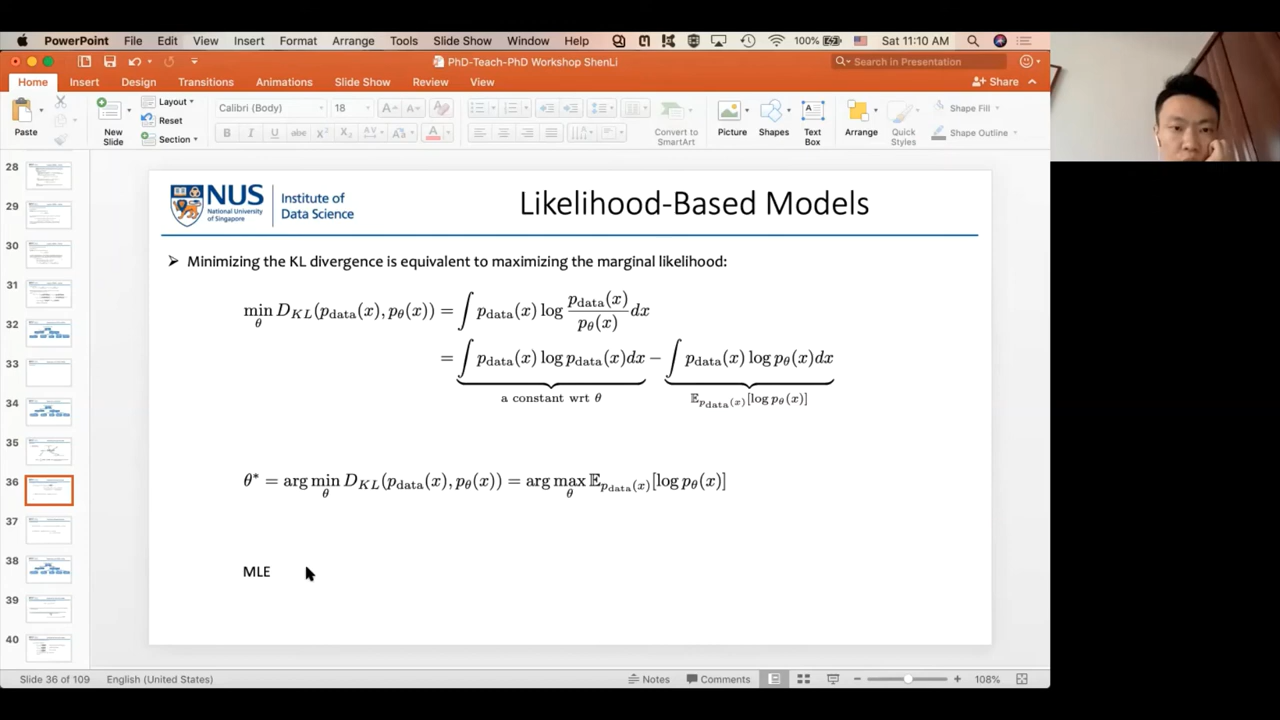 PowerPoint File Edit View Insert Format Arrange Tools Slide Show Window Help 100% Sat 11:10 AM
PhD-Teach-PhD Workshop ShenLi
Search in Presentation
Home Insert Design Transitions Animations Slide Show Review View Share
Paste
New Slide
Layout
Reset
Section
Calibri (Body) 18
B I U abc X² X₂
Convert to SmartArt
Picture
Shapes
Text Box
Arrange
Quick Styles
Shape Fill
Shape Outline
28
29
30
31
32
33
34
35
36
37
38
39
40
NUS
National University of Singapore
Institute of Data Science
Likelihood-Based Models
➢ Minimizing the KL divergence is equivalent to maximizing the marginal likelihood:
min_θ D_KL(p_data(x), p_θ(x)) = ∫ p_data(x) log p_data(x)/p_θ(x) dx
= ∫ p_data(x) log p_data(x)dx − ∫ p_data(x) log p_θ(x)dx
a constant wrt θ 𝔼_p_data(x)[log p_θ(x)]
θ* = arg min_θ D_KL(p_data(x), p_θ(x)) = arg max_θ 𝔼_p_data(x)[log p_θ(x)]
MLE
Slide 36 of 109 English (United States) Notes Comments 108%